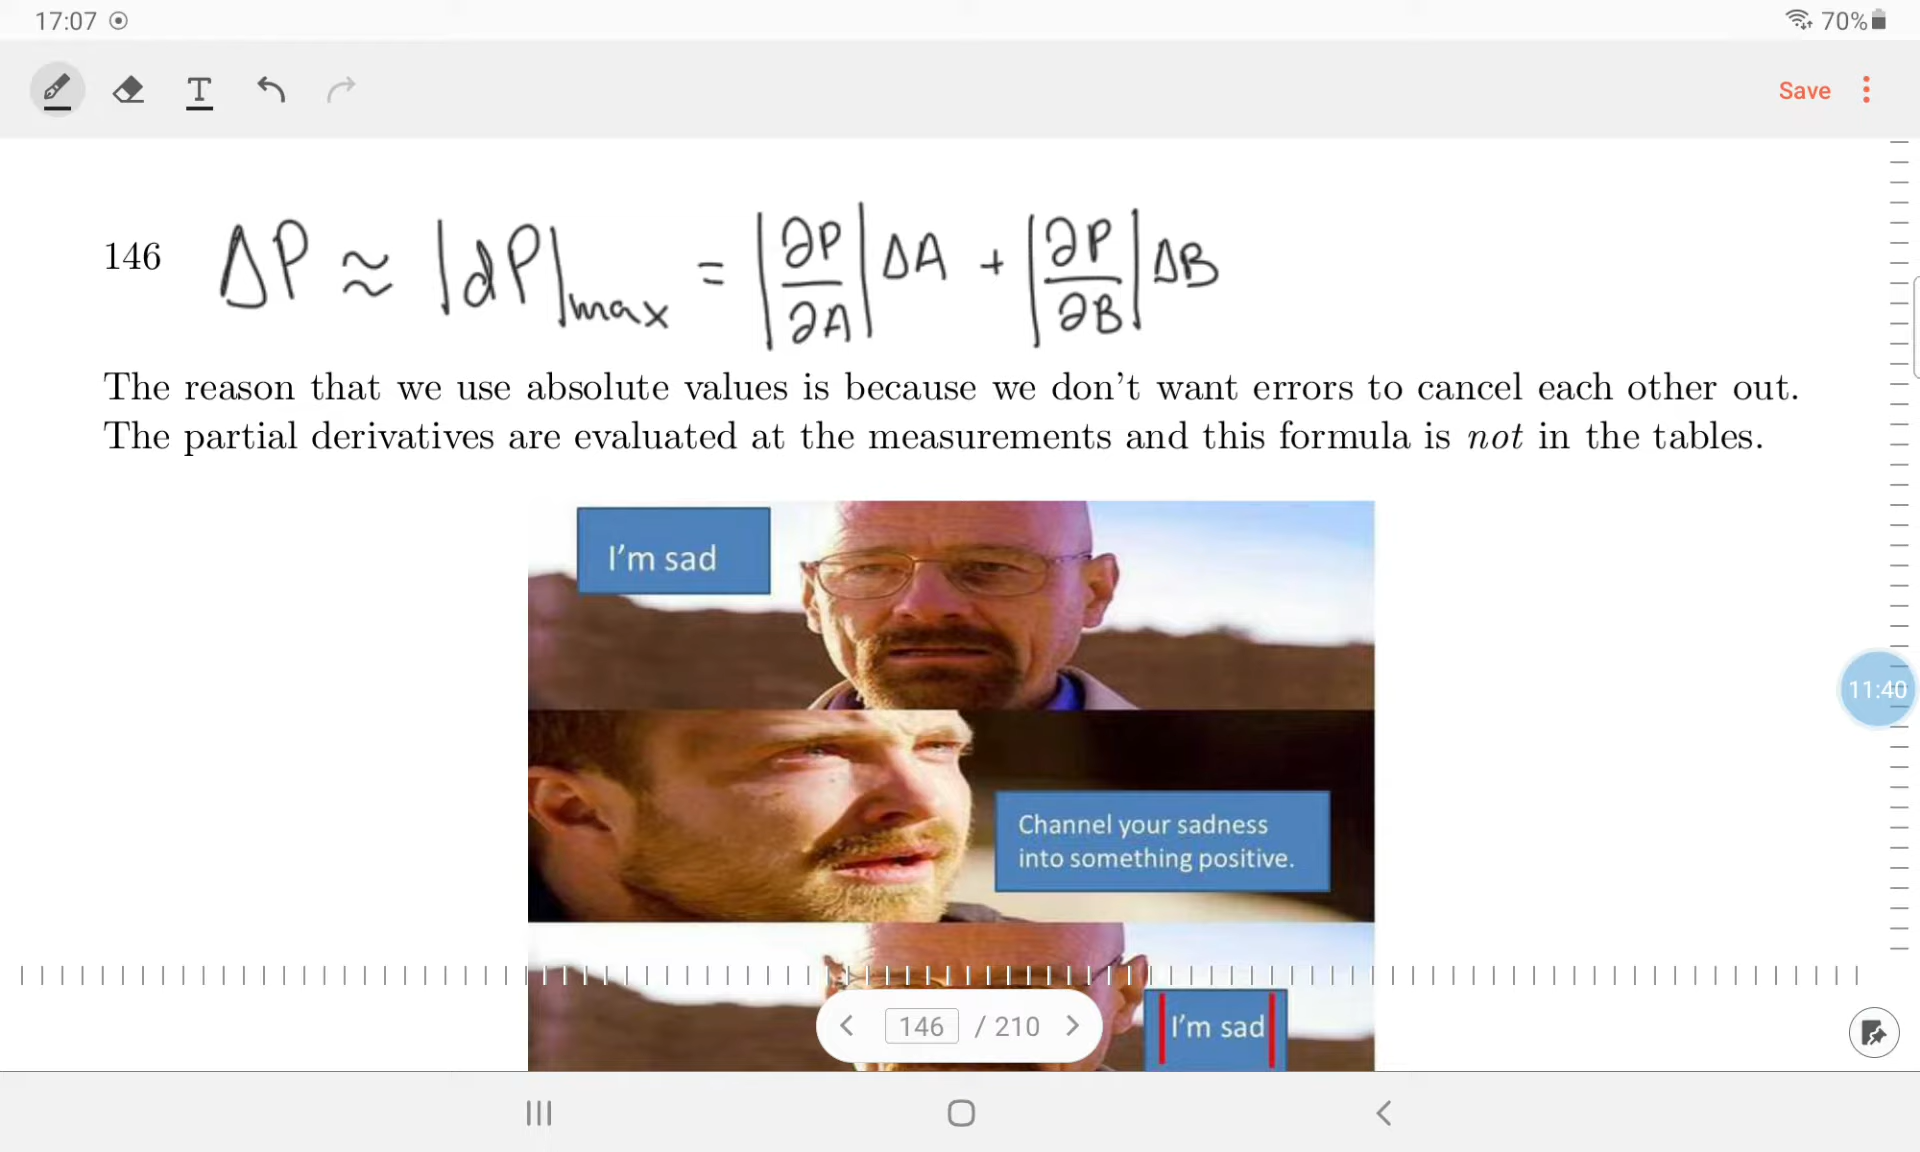 17:07
70%
T
Save
146 ΔP ≈ |dP|max = |∂P/∂A| ΔA + |∂P/∂B| ΔB
The reason that we use absolute values is because we don't want errors to cancel each other out.
The partial derivatives are evaluated at the measurements and this formula is not in the tables.
I'm sad
11:40
Channel your sadness
into something positive.
|I'm sad|
146 / 210